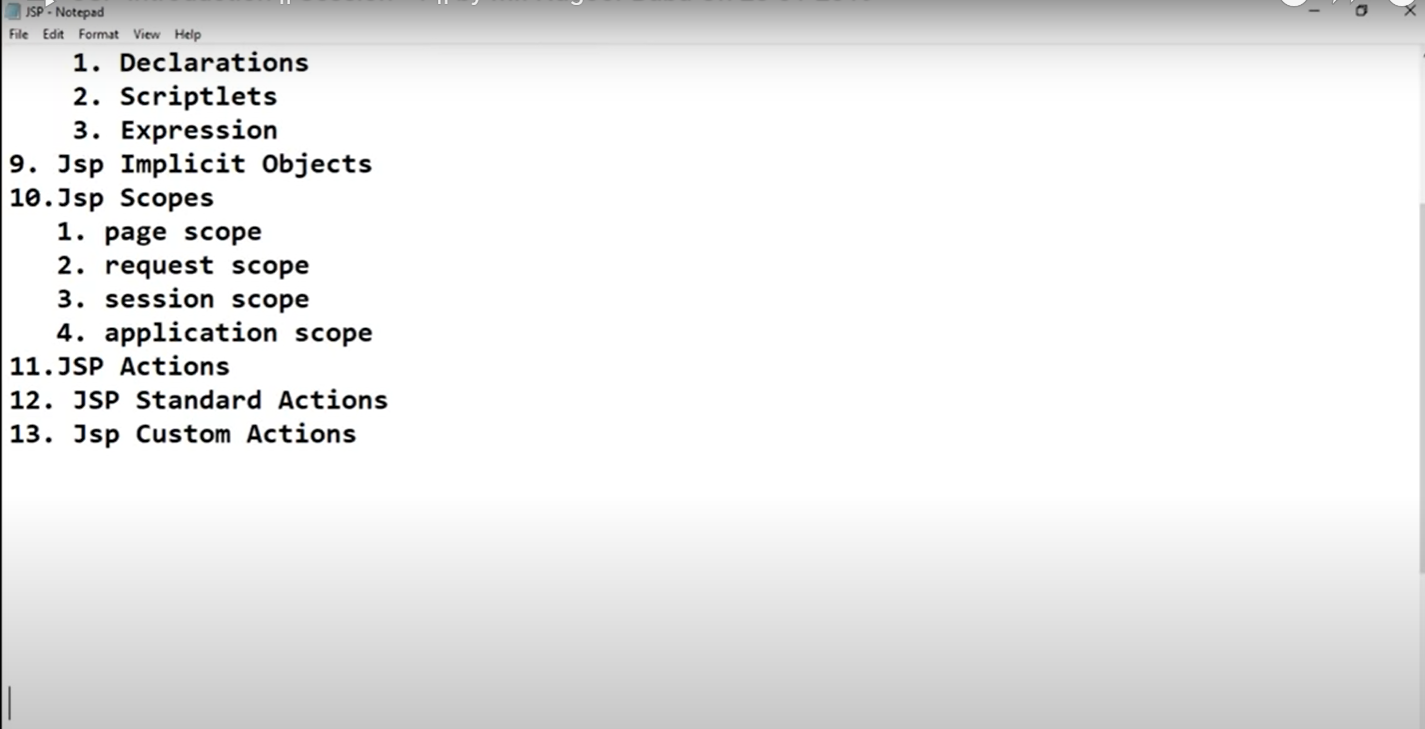 JSP - Notepad
File Edit Format View Help
1. Declarations
2. Scriptlets
3. Expression
9. Jsp Implicit Objects
10.Jsp Scopes
1. page scope
2. request scope
3. session scope
4. application scope
11.JSP Actions
12. JSP Standard Actions
13. Jsp Custom Actions